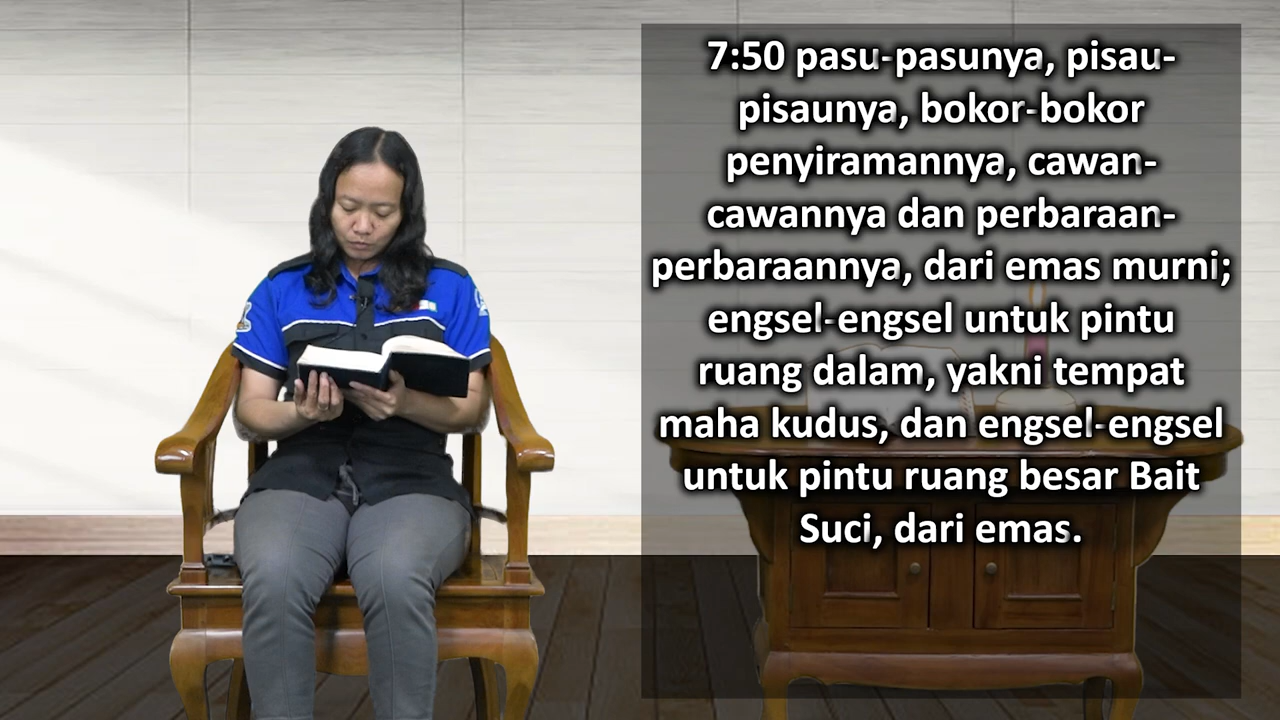 7:50 pasu-pasunya, pisau-
pisaunya, bokor-bokor
penyiramannya, cawan-
cawannya dan perbaraan-
perbaraannya, dari emas murni;
engsel-engsel untuk pintu
ruang dalam, yakni tempat
maha kudus, dan engsel-engsel
untuk pintu ruang besar Bait
Suci, dari emas.